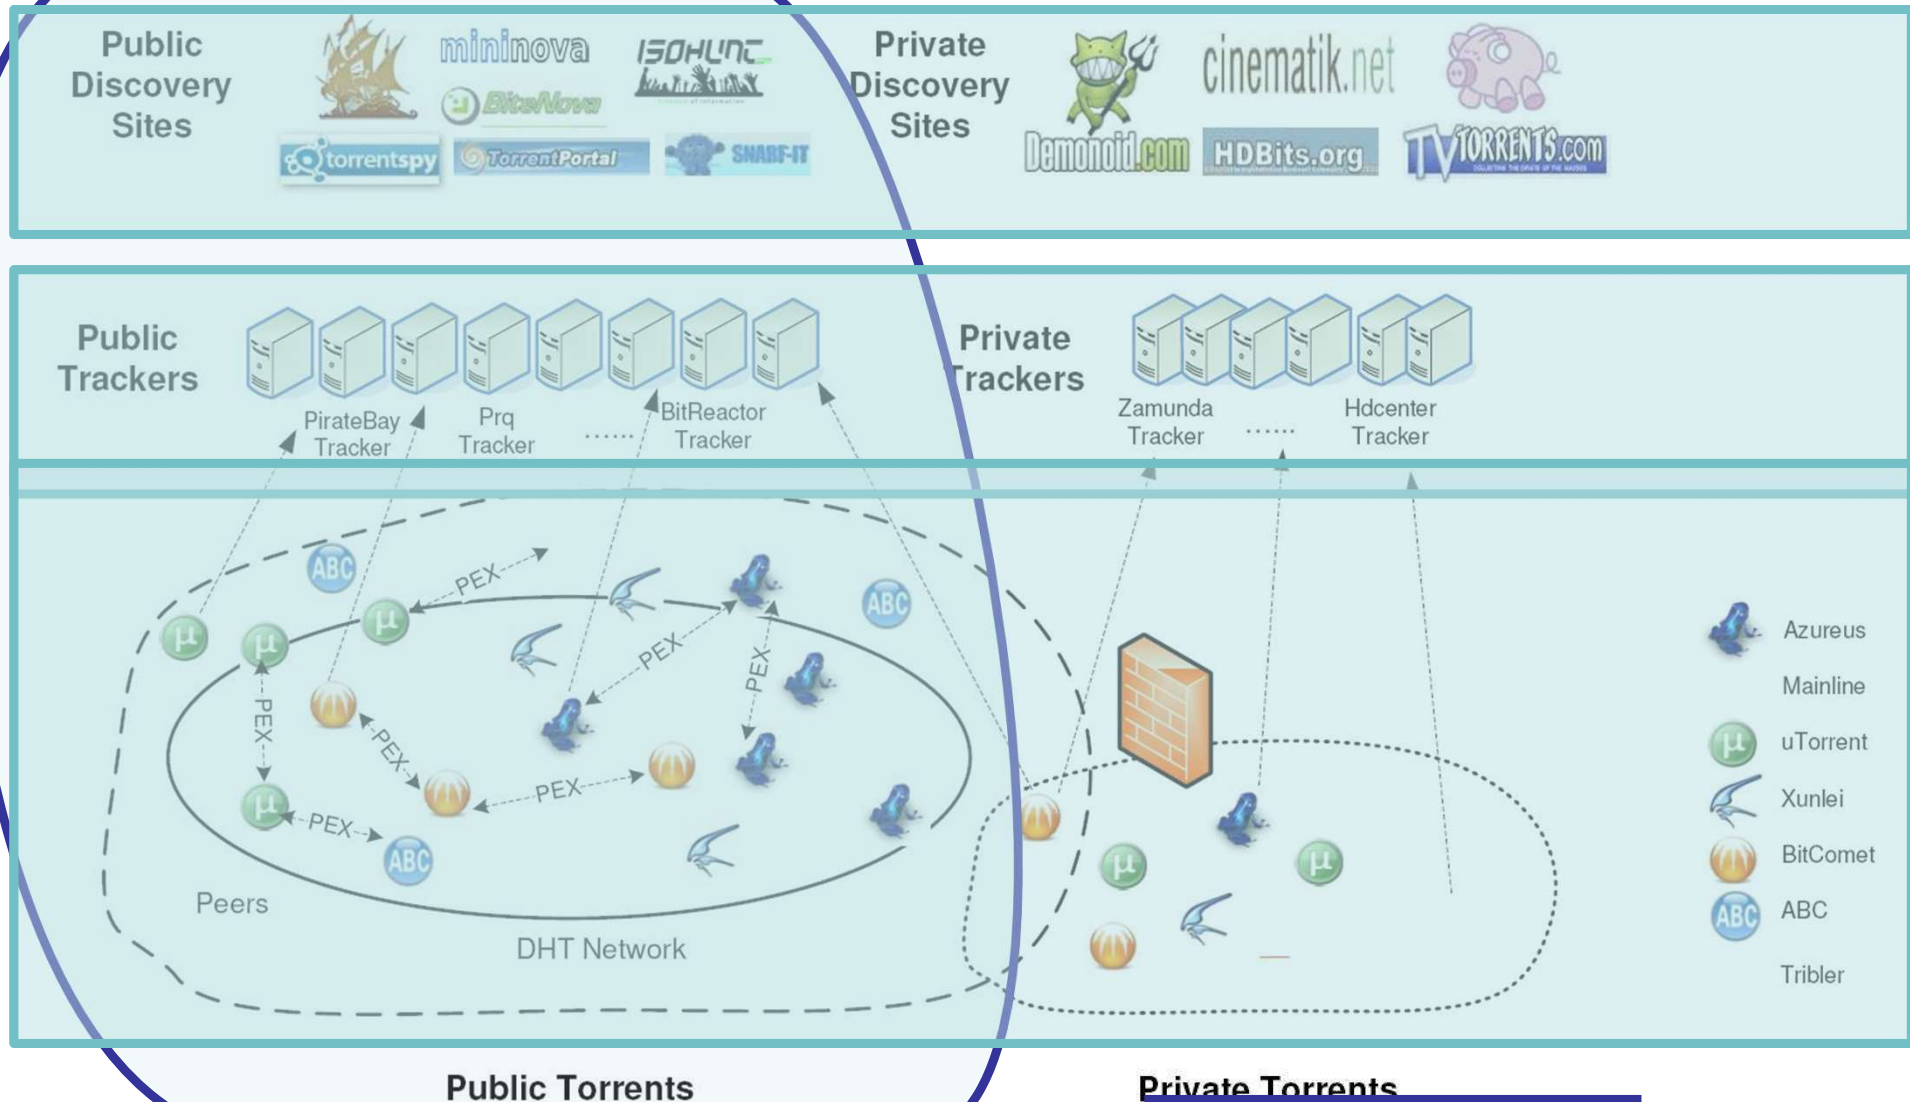 Public
Discovery
Sites
mininova
ISOHUNT
BiteNova
torrentspy
TorrentPortal
SNARF-IT
Private
Discovery
Sites
cinematik.net
Demonoid.com
HDBits.org
TVTORRENTS.COM
Public
Trackers
PirateBay
Tracker
Prq
Tracker
......
BitReactor
Tracker
Private
Trackers
Zamunda
Tracker
......
Hdcenter
Tracker
ABC
PEX
ABC
µ
µ
µ
PEX
PEX
PEX
PEX
PEX
µ
PEX
ABC
Peers
DHT Network
µ
µ
Azureus
Mainline
µ uTorrent
Xunlei
BitComet
ABC ABC
Tribler
Public Torrents
Private Torrents